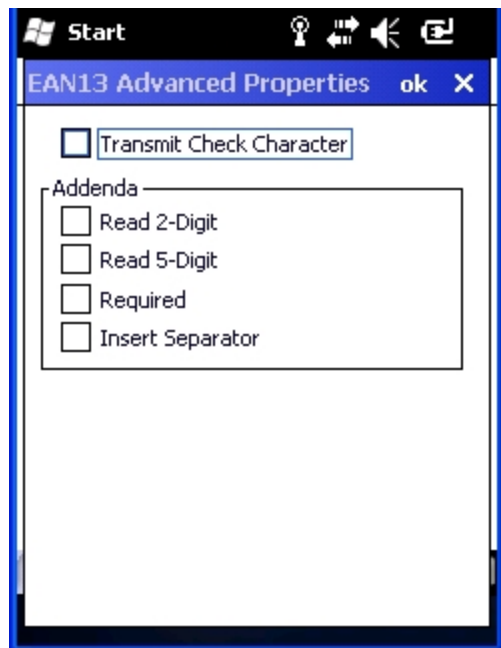 Start
EAN13 Advanced Properties ok X
Transmit Check Character
Addenda
Read 2-Digit
Read 5-Digit
Required
Insert Separator